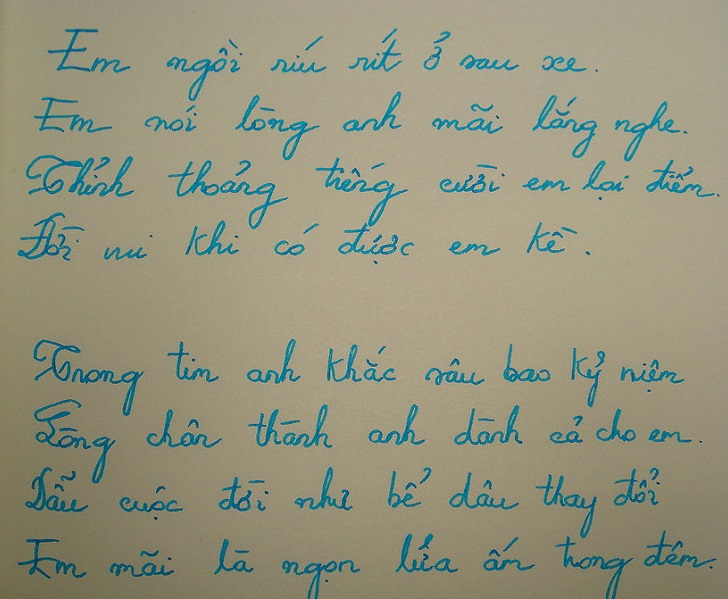 Em ngồi ríu rít ở sau xe.
Em nói lòng anh mãi lắng nghe.
Thỉnh thoảng tiếng cười em lại điểm.
Đời vui khi có được em kề.
Trong tim anh khắc sâu bao kỷ niệm
Lòng chân thành anh dành cả cho em.
Dẫu cuộc đời như bể dâu thay đổi
Em mãi là ngọn lửa ấm trong đêm.